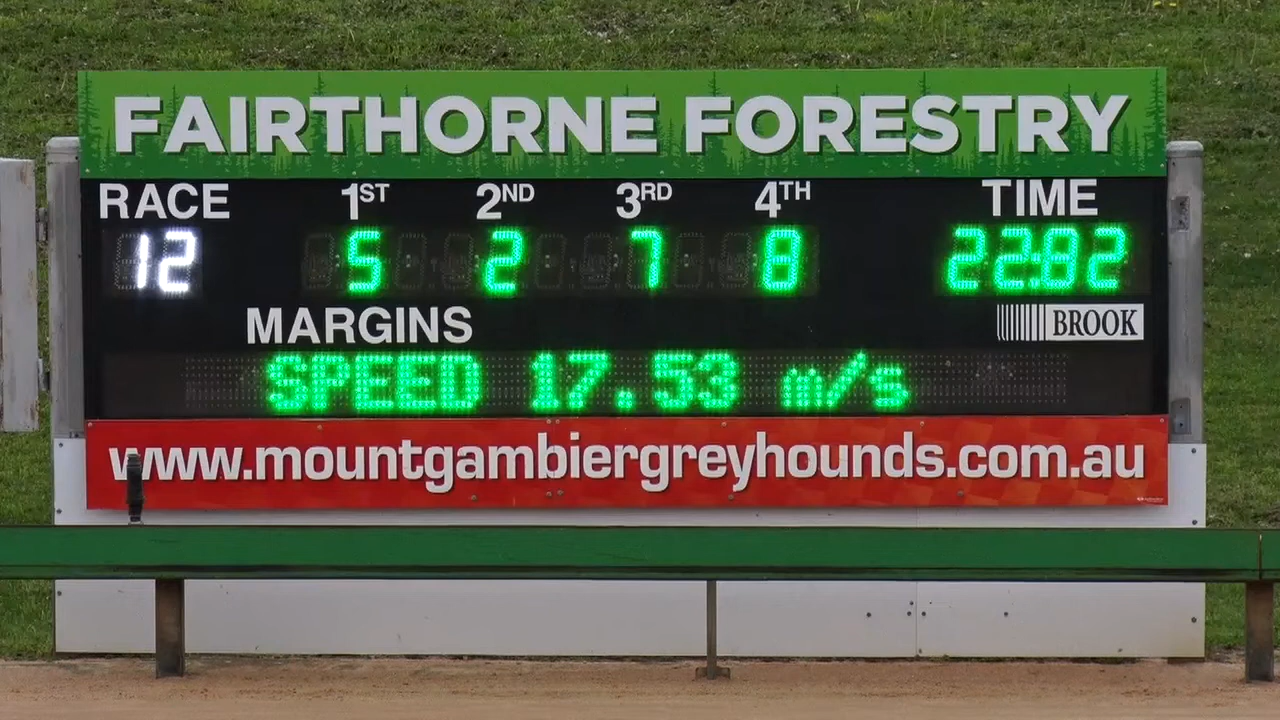 FAIRTHORNE FORESTRY
RACE 1ST 2ND 3RD 4TH TIME
12 5 2 7 8 22.82
MARGINS BROOK
SPEED 17.53 m/s
www.mountgambiergreyhounds.com.au